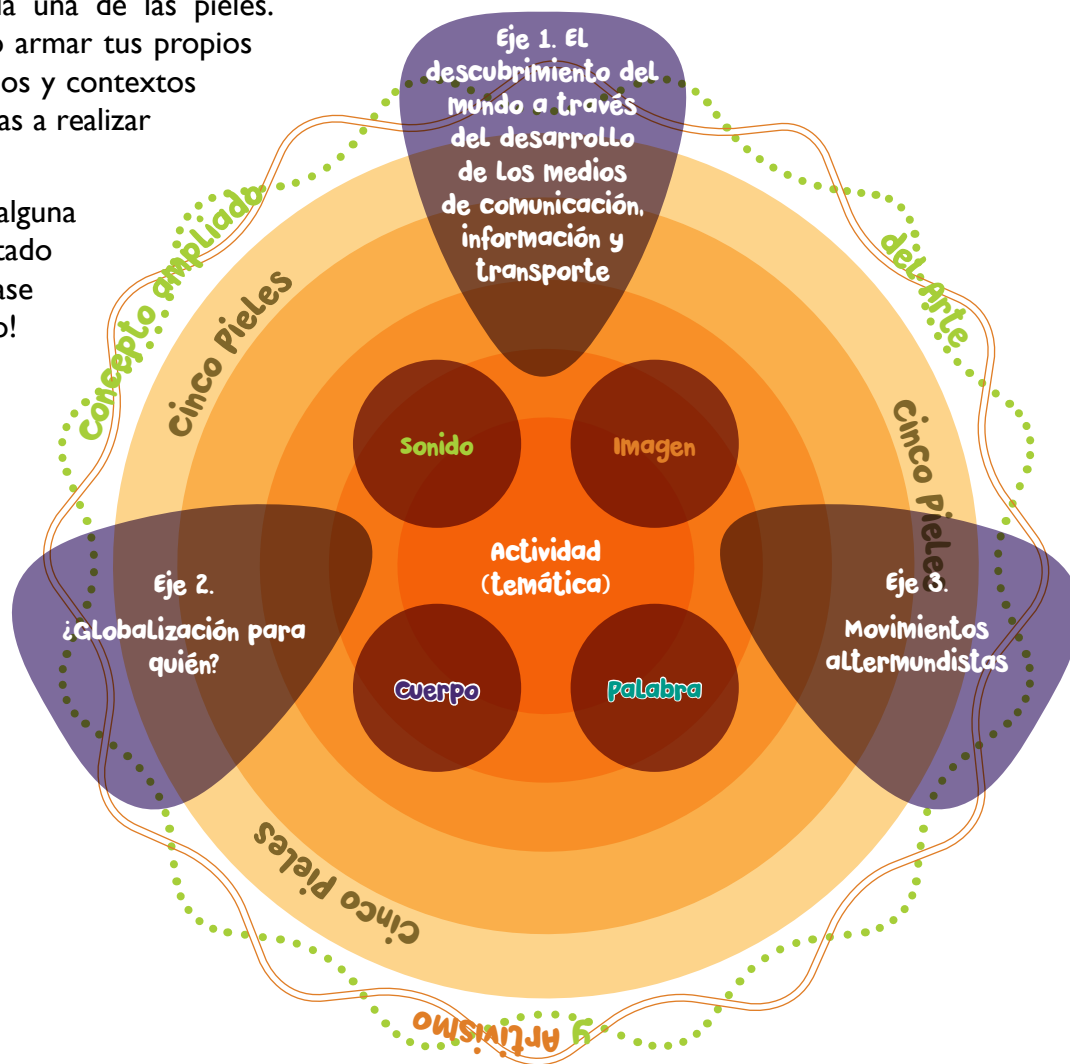 a una de las pieles.
armar tus propios
os y contextos
as a realizar
alguna
tado
ase
o!
Eje 1. El
descubrimiento del
mundo a través
del desarrollo
de los medios
de comunicación,
información y
transporte
Concepto ampliado
del Arte
Cinco Pieles
Cinco Pieles
Sonido
Imagen
Actividad
(temática)
Eje 2.
¿Globalización para
quién?
Eje 3.
Movimientos
altermundistas
Cuerpo
Palabra
Cinco Pieles
y Artivismo